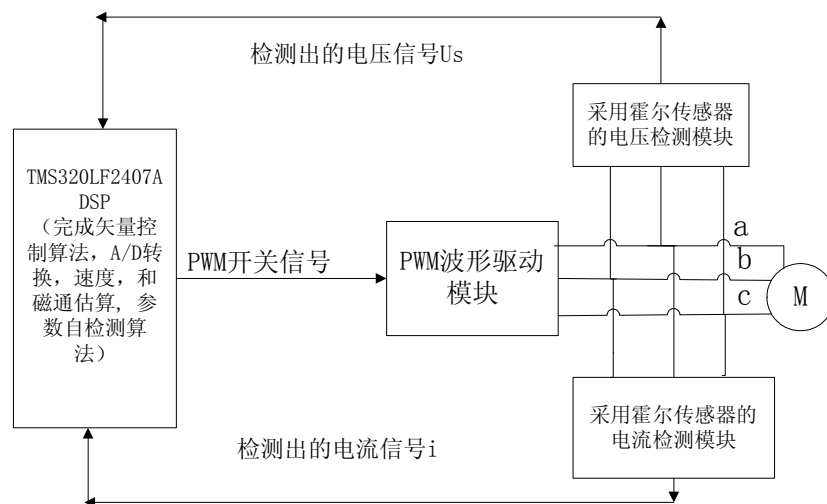 检测出的电压信号Us
采用霍尔传感器
的电压检测模块
TMS320LF2407A
DSP
（完成矢量控
制算法，A/D转
换，速度，和
磁通估算，参
数自检测算
法）
PWM开关信号
PWM波形驱动
模块
a
b
c
M
采用霍尔传感器的
电流检测模块
检测出的电流信号i